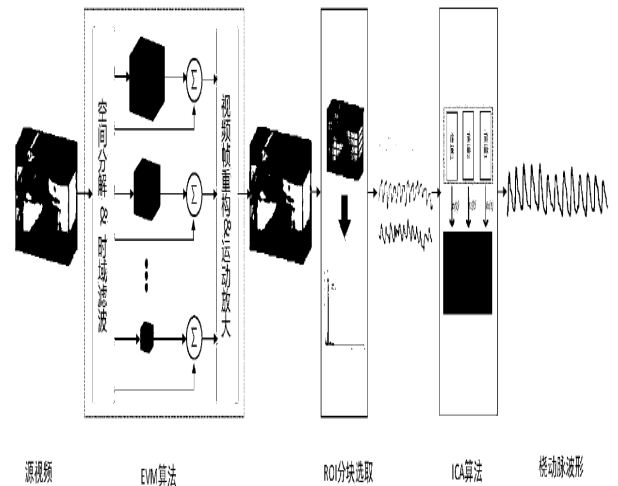 空间分解&时域滤波
Σ
Σ
Σ
视频帧重构&运动放大
源视频
EVM算法
ROI分块选取
ICA算法
桡动脉波形